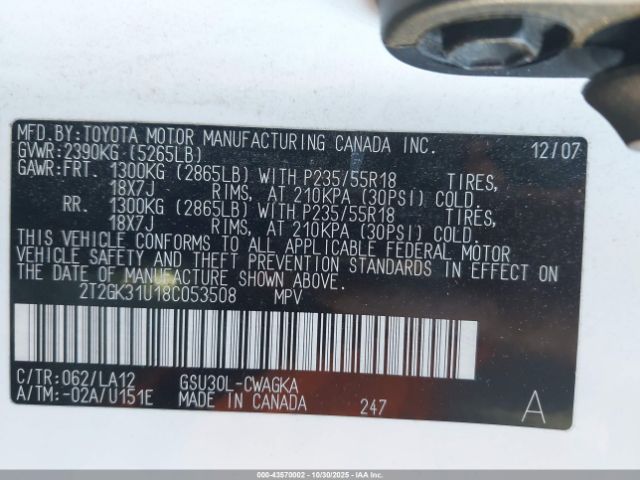 MFD.BY:TOYOTA MOTOR MANUFACTURING CANADA INC. 12/07
GVWR:2390KG (5265LB)
GAWR:FRT. 1300KG (2865LB) WITH P235/55R18 TIRES,
18X7J RIMS, AT 210KPA (30PSI) COLD.
RR. 1300KG (2865LB) WITH P235/55R18 TIRES,
18X7J RIMS, AT 210KPA (30PSI) COLD.
THIS VEHICLE CONFORMS TO ALL APPLICABLE FEDERAL MOTOR
VEHICLE SAFETY AND THEFT PREVENTION STANDARDS IN EFFECT ON
THE DATE OF MANUFACTURE SHOWN ABOVE.
2T2GK31U18C053508 MPV
C/TR:062/LA12 GSU30L-CWAGKA
A/TM:-02A/U151E MADE IN CANADA 247 A
000-43570002 - 10/30/2025 - COPART